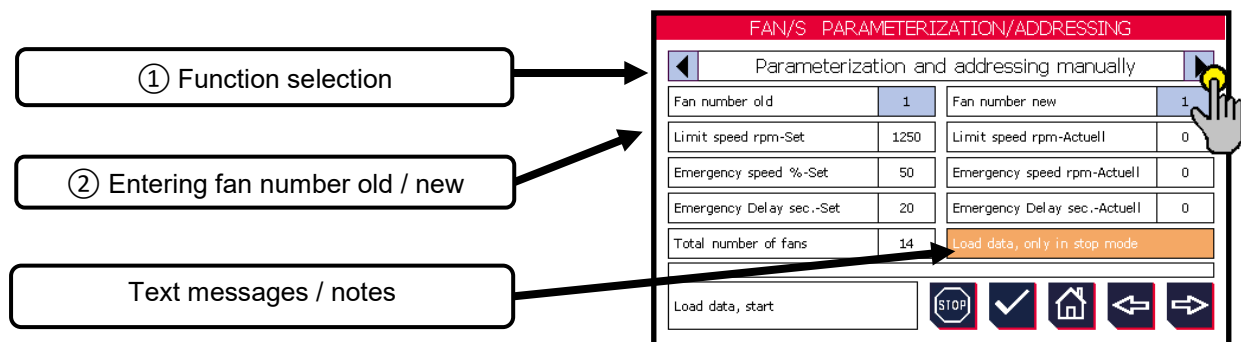 FAN/S PARAMETERIZATION/ADDRESSING
① Function selection
Parameterization and addressing manually
Fan number old 1 Fan number new 1
Limit speed rpm-Set 1250 Limit speed rpm-Actuell 0
② Entering fan number old / new
Emergency speed %-Set 50 Emergency speed rpm-Actuell 0
Emergency Delay sec.-Set 20 Emergency Delay sec.-Actuell 0
Total number of fans 14 Load data, only in stop mode
Text messages / notes
Load data, start STOP